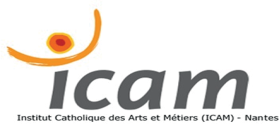 icam
Institut Catholique des Arts et Métiers (ICAM) - Nantes